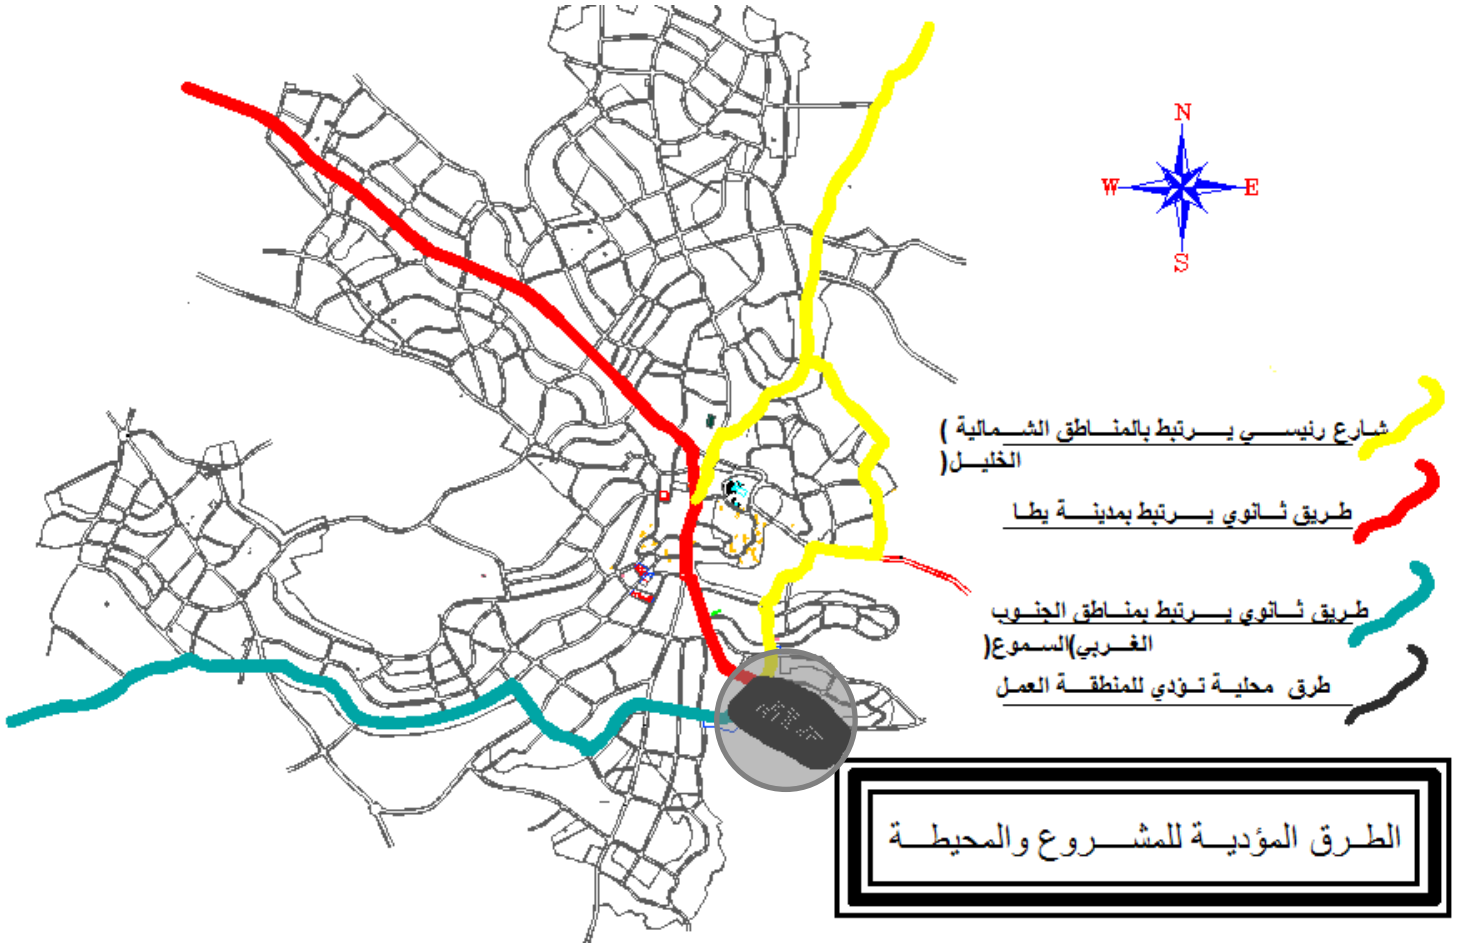 N
W E
S
شارع رئيسي يرتبط بالمناطق الشمالية (
الخليل)
طريق ثانوي يرتبط بمدينة يطا
طريق ثانوي يرتبط بمناطق الجنوب
الغربي(السموع)
طرق محلية تؤدي للمنطقة العمل
الطرق المؤدية للمشروع والمحيطة